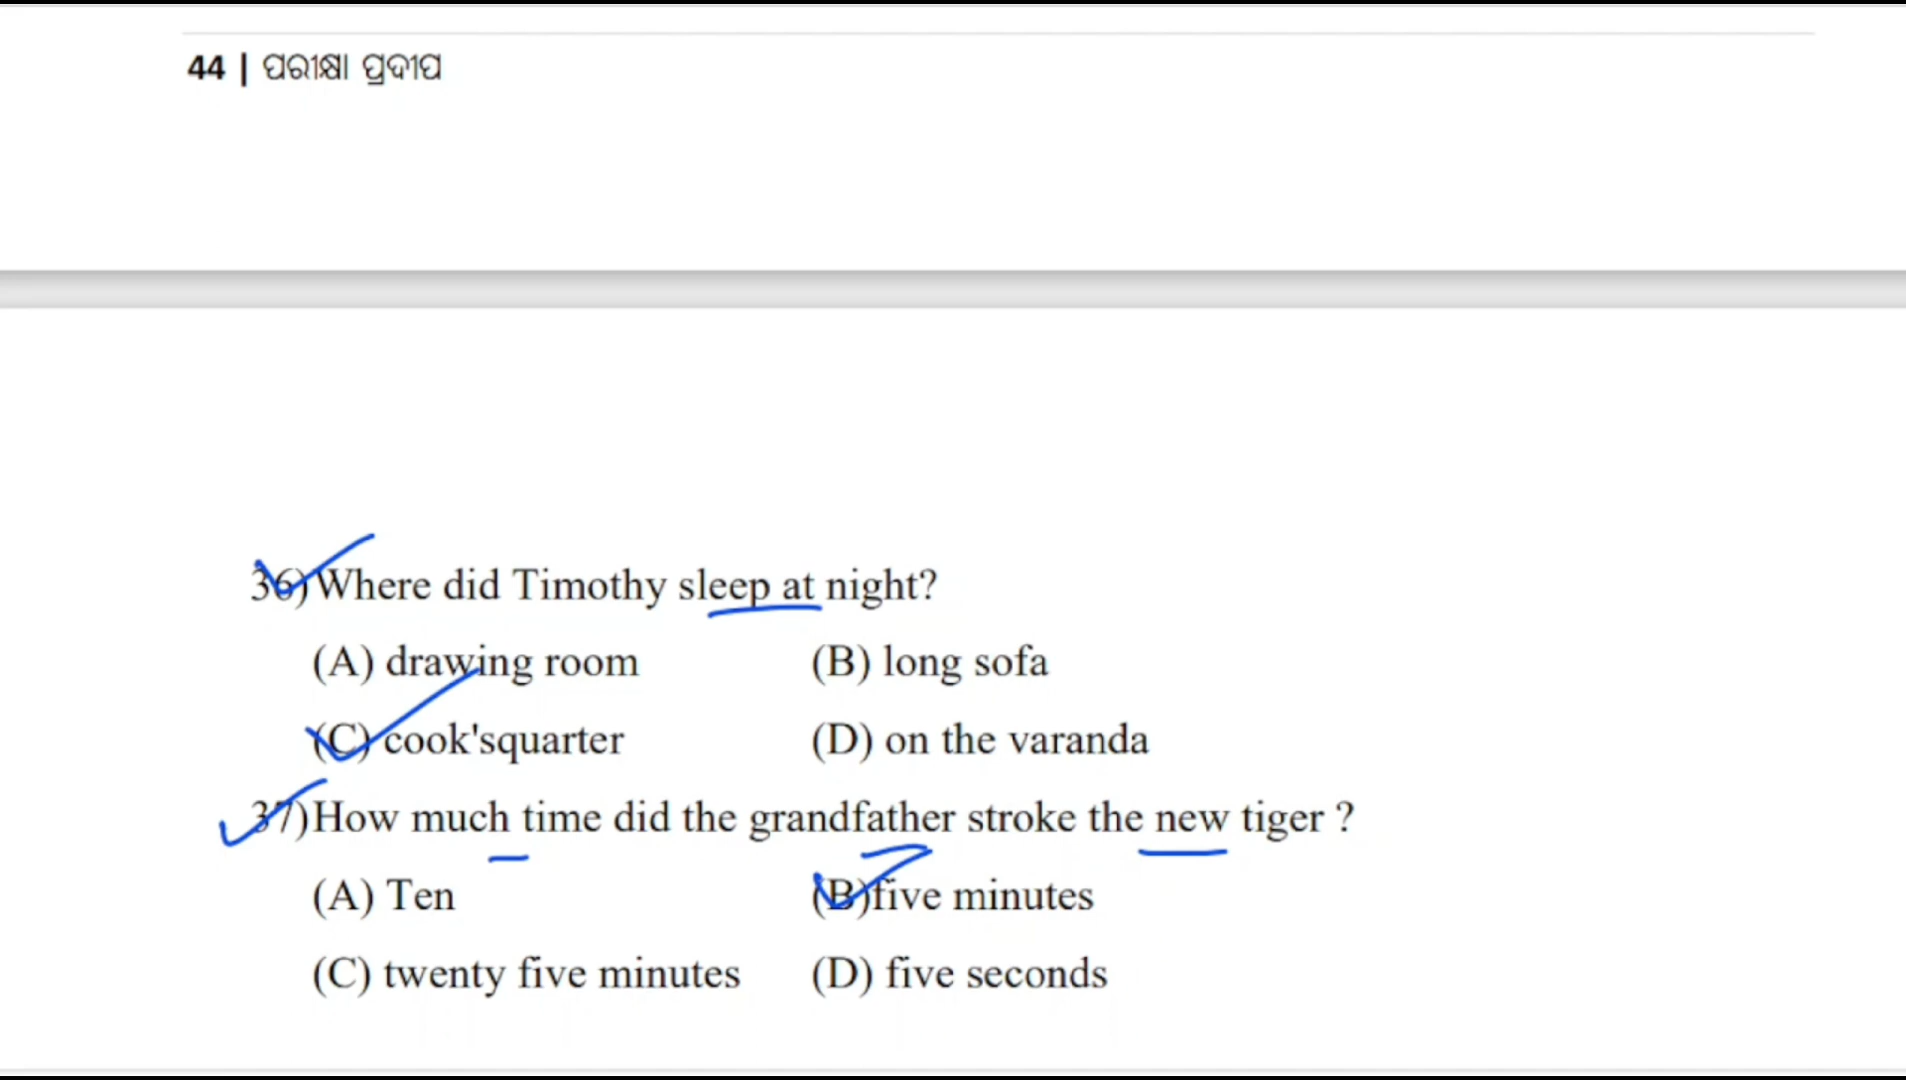 44 | ପରୀକ୍ଷା ପ୍ରଦୀପ
36)Where did Timothy sleep at night?
(A) drawing room (B) long sofa
(C) cook'squarter (D) on the varanda
37)How much time did the grandfather stroke the new tiger ?
(A) Ten (B)five minutes
(C) twenty five minutes (D) five seconds